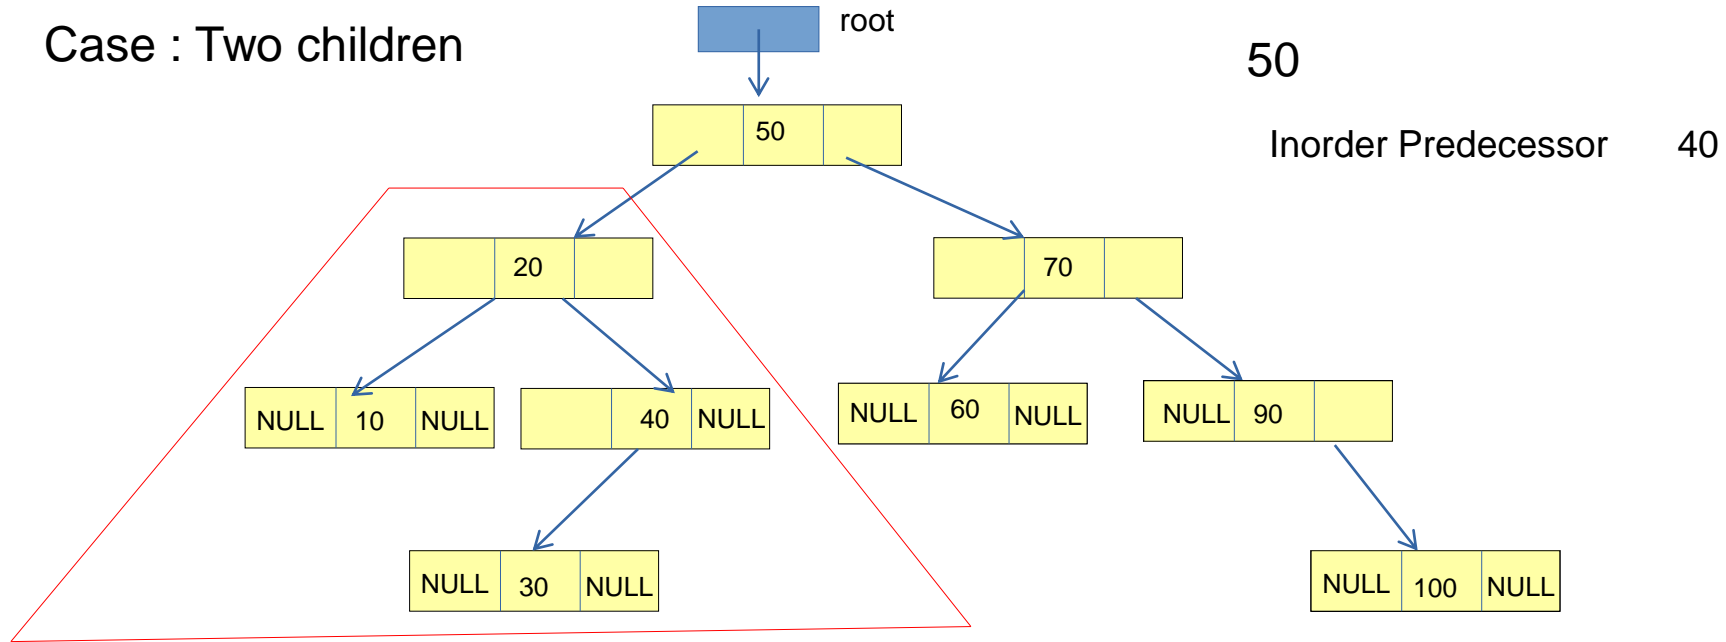 Case : Two children
root
50
Inorder Predecessor 40
50
20
70
NULL 10 NULL
40 NULL
NULL 60 NULL
NULL 90
NULL 30 NULL
NULL 100 NULL